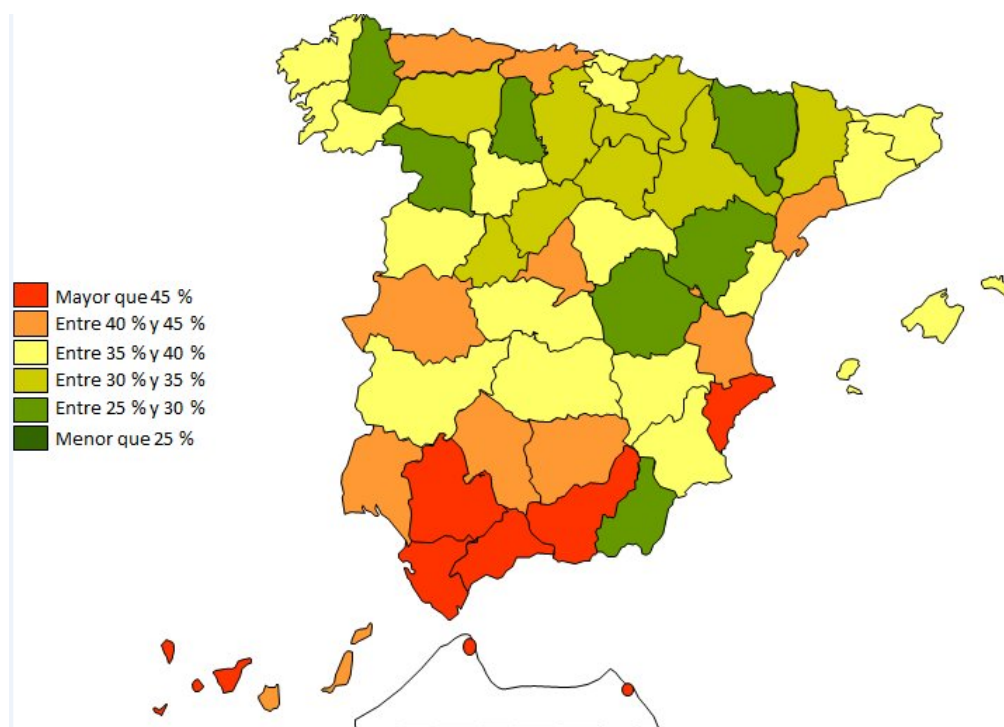 Mayor que 45 %
Entre 40 % y 45 %
Entre 35 % y 40 %
Entre 30 % y 35 %
Entre 25 % y 30 %
Menor que 25 %